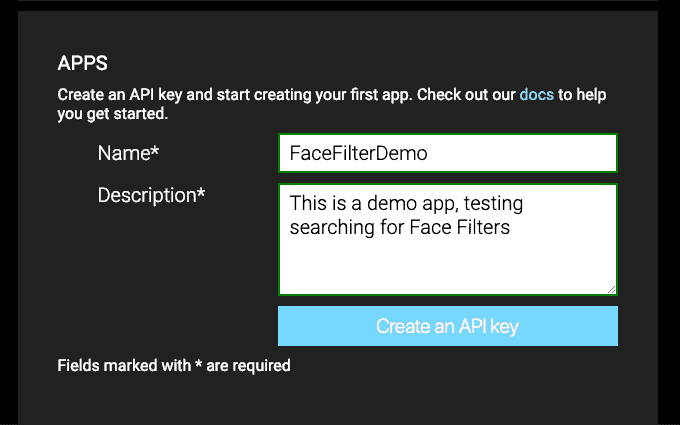 APPS
Create an API key and start creating your first app. Check out our docs to help
you get started.
Name*
FaceFilterDemo
Description*
This is a demo app, testing
searching for Face Filters
Create an API key
Fields marked with * are required